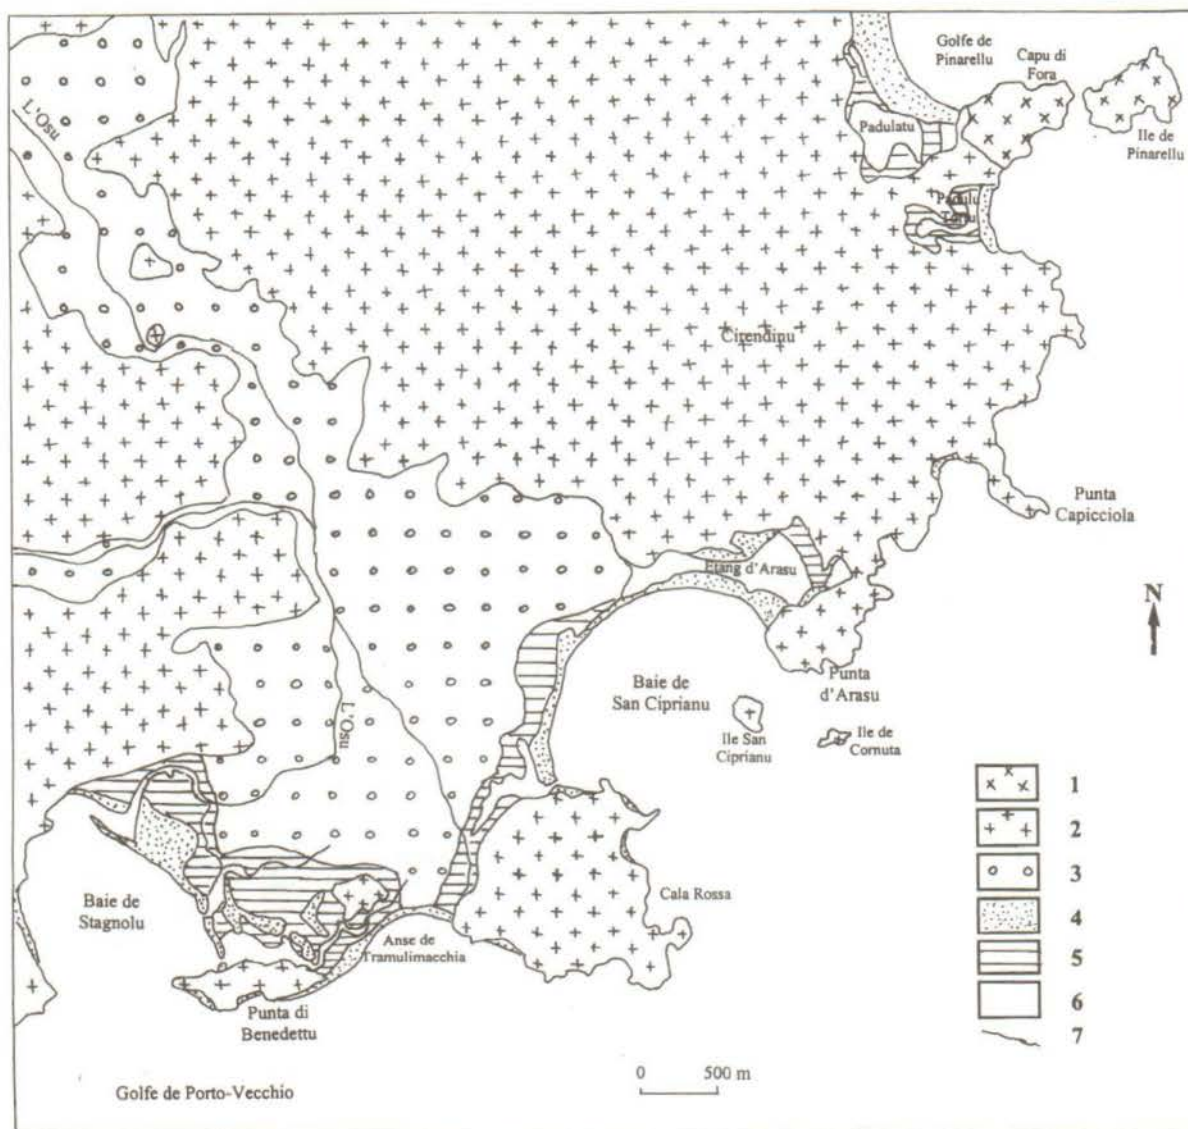 Golfe de
Pinarellu
Capu di
Fora
Ile de
Pinarellu
L'Osu
Padulatu
Padulu
Tortu
Cirendinu
Punta
Capicciola
Etang d'Arasu
N
Punta
d'Arasu
Baie de
San Ciprianu
Ile San
Ciprianu
Ile de
Cornuta
L'Osu
1
2
3
4
5
6
7
Cala Rossa
Baie de
Stagnolu
Anse de
Tramulimacchia
Punta di
Benedettu
Golfe de Porto-Vecchio
0 500 m